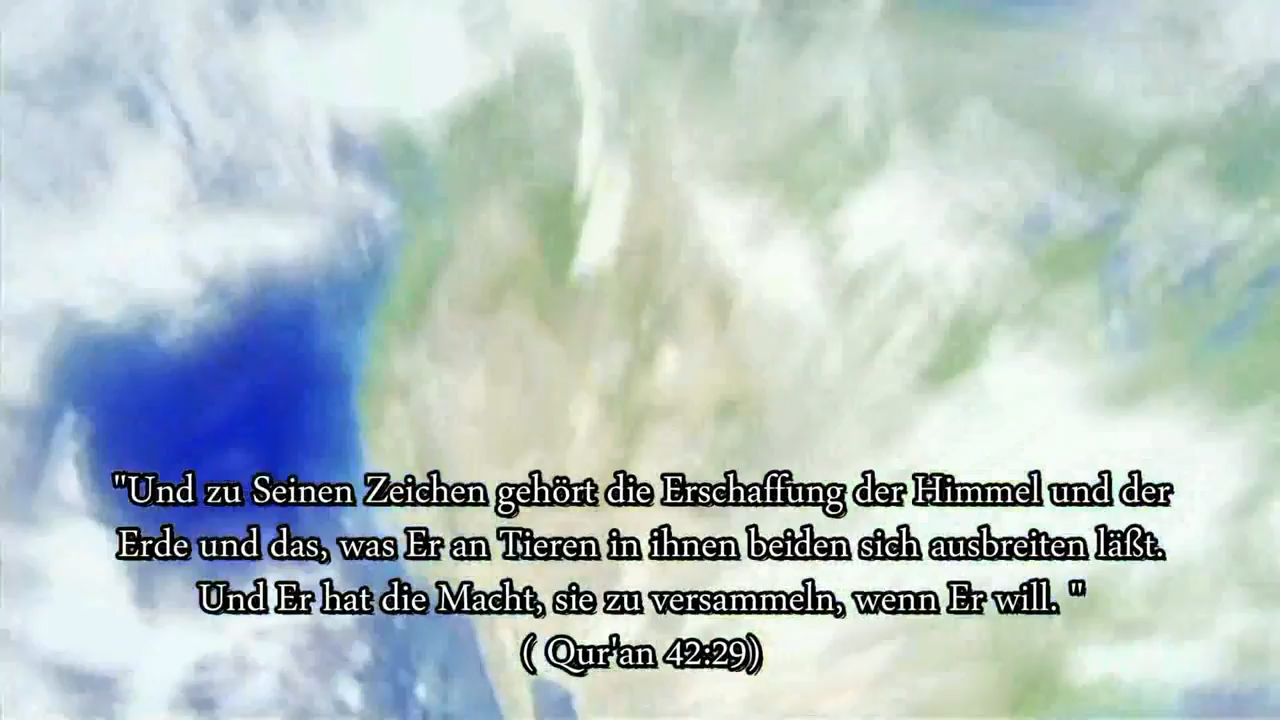 "Und zu Seinen Zeichen gehört die Erschaffung der Himmel und der
Erde und das, was Er an Tieren in ihnen beiden sich ausbreiten läßt.
Und Er hat die Macht, sie zu versammeln, wenn Er will. "
( Qur'an 42:29)